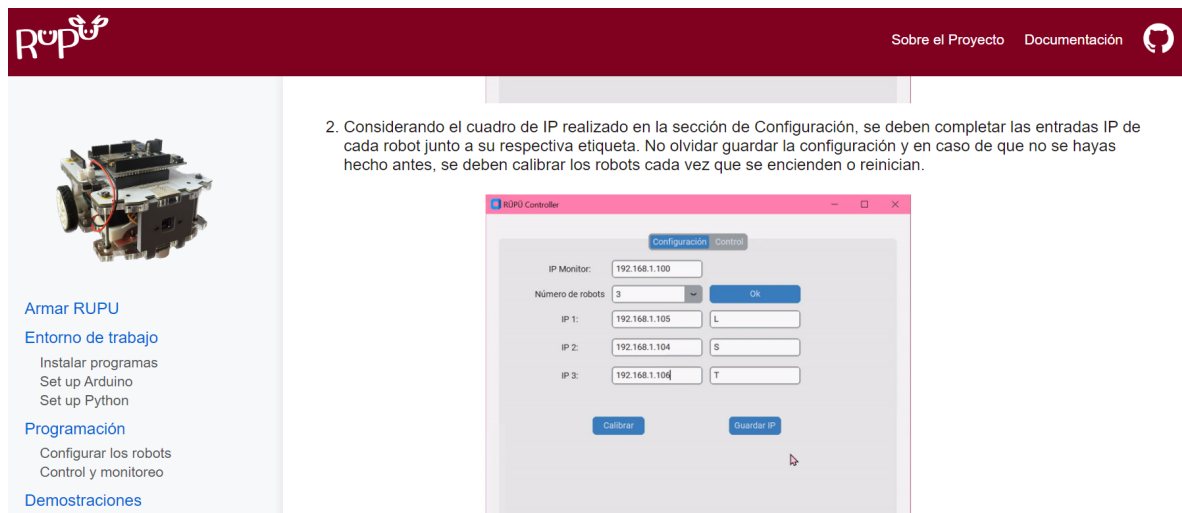 RUPU
Sobre el Proyecto Documentación
2. Considerando el cuadro de IP realizado en la sección de Configuración, se deben completar las entradas IP de
cada robot junto a su respectiva etiqueta. No olvidar guardar la configuración y en caso de que no se hayas
hecho antes, se deben calibrar los robots cada vez que se encienden o reinician.
Armar RUPU
Entorno de trabajo
Instalar programas
Set up Arduino
Set up Python
Programación
Configurar los robots
Control y monitoreo
Demostraciones
RÜPÜ Controller
Configuración Control
IP Monitor: 192.168.1.100
Número de robots 3 Ok
IP 1: 192.168.1.105 L
IP 2: 192.168.1.104 S
IP 3: 192.168.1.106 T
Calibrar Guardar IP